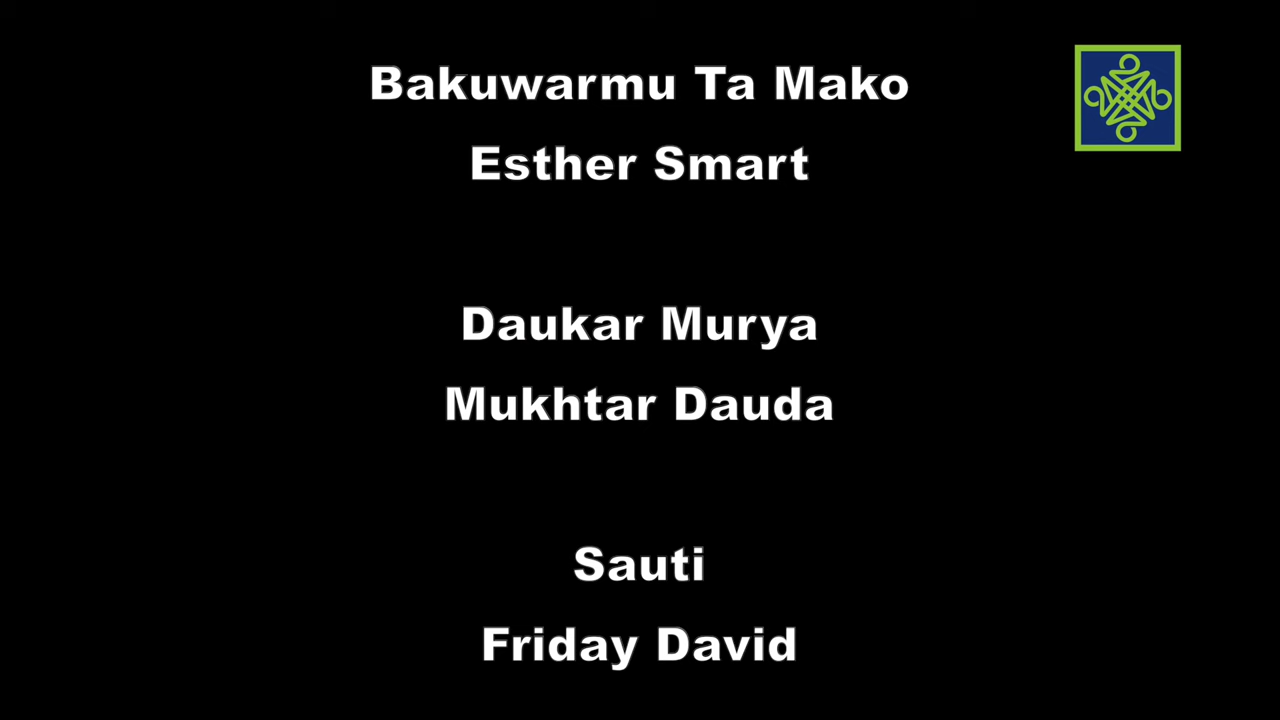 Bakuwarmu Ta Mako
Esther Smart
Daukar Murya
Mukhtar Dauda
Sauti
Friday David